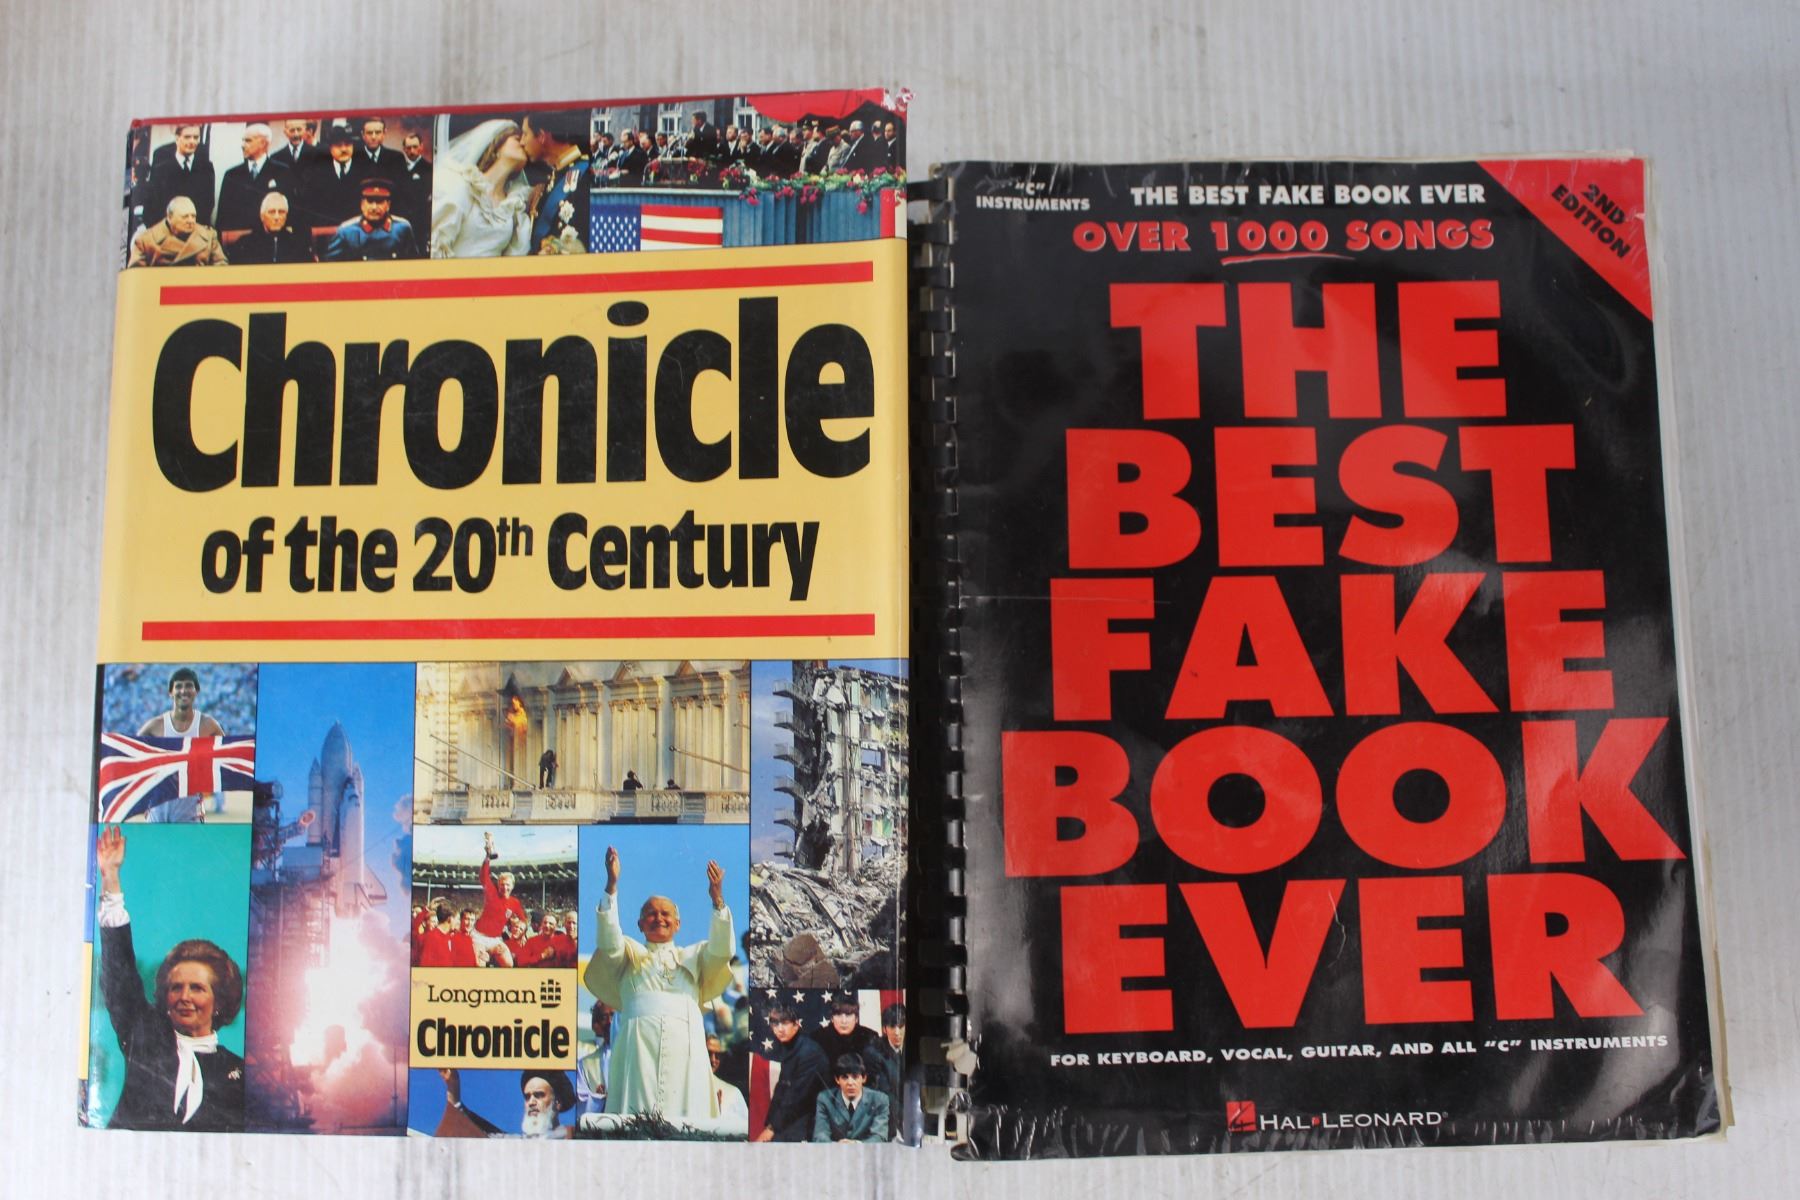 Chronicle
of the 20th Century
Longman
Chronicle
"C"
INSTRUMENTS
THE BEST FAKE BOOK EVER
OVER 1000 SONGS
2ND
EDITION
THE
BEST
FAKE
BOOK
EVER
FOR KEYBOARD, VOCAL, GUITAR, AND ALL "C" INSTRUMENTS
HAL•LEONARD®